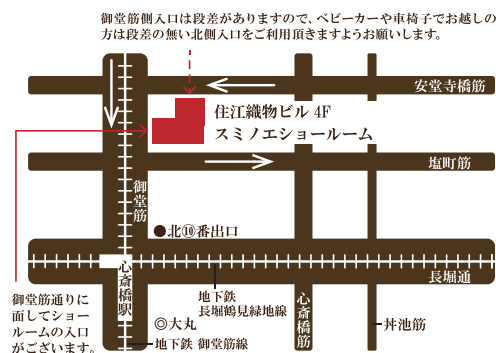 御堂筋側入口は段差がありますので、ベビーカーや車椅子でお越しの
方は段差の無い北側入口をご利用頂きますようお願いします。
安堂寺橋筋
住江織物ビル 4F
スミノエショールーム
塩町筋
御堂筋
●北⑩番出口
心斎橋駅
長堀通
御堂筋通りに
面してショー
ルームの入口
がございます。
地下鉄
長堀鶴見緑地線
心斎橋筋
◎大丸
丼池筋
地下鉄 御堂筋線